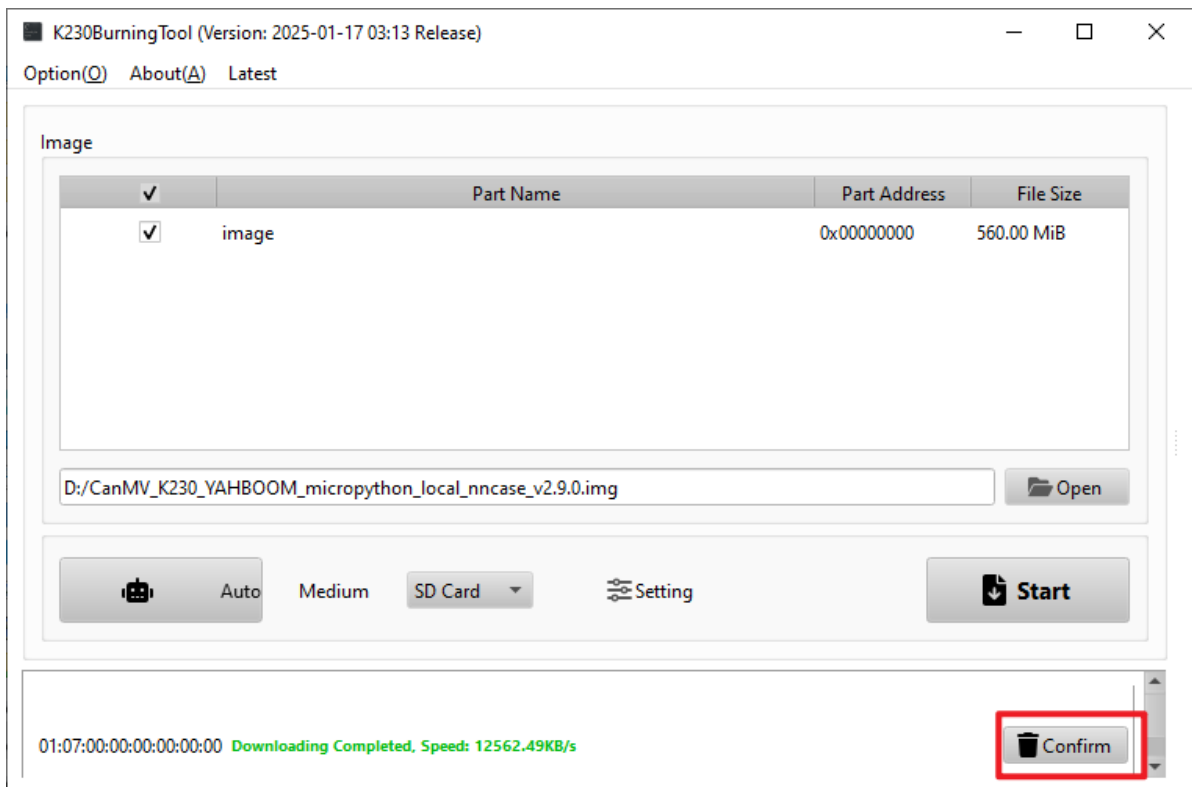 K230BurningTool (Version: 2025-01-17 03:13 Release)
Option(O) About(A) Latest
Image
Part Name Part Address File Size
image 0x00000000 560.00 MiB
D:/CanMV_K230_YAHBOOM_micropython_local_nncase_v2.9.0.img Open
Auto Medium SD Card Setting Start
01:07:00:00:00:00:00:00 Downloading Completed, Speed: 12562.49KB/s Confirm